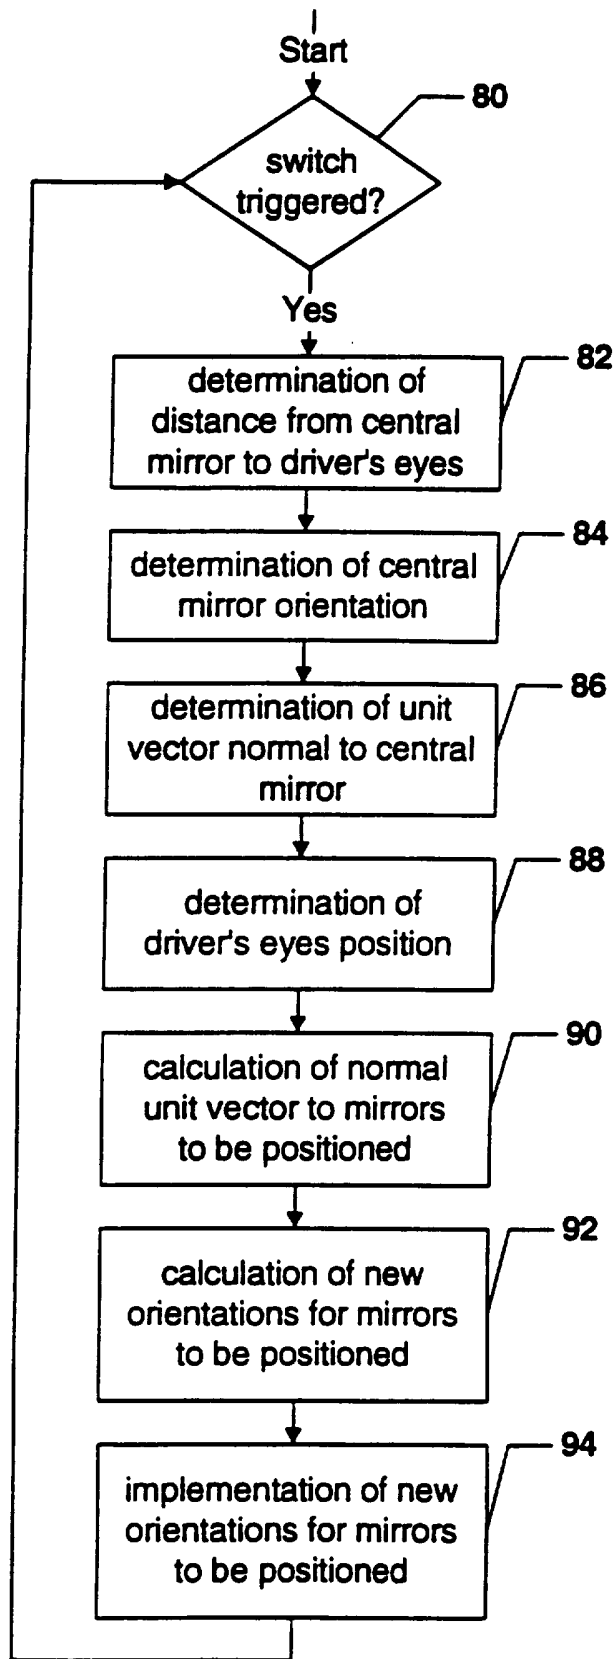 Start
80
switch
triggered?
Yes
82
determination of
distance from central
mirror to driver's eyes
84
determination of central
mirror orientation
86
determination of unit
vector normal to central
mirror
88
determination of
driver's eyes position
90
calculation of normal
unit vector to mirrors
to be positioned
92
calculation of new
orientations for mirrors
to be positioned
94
implementation of new
orientations for mirrors
to be positioned